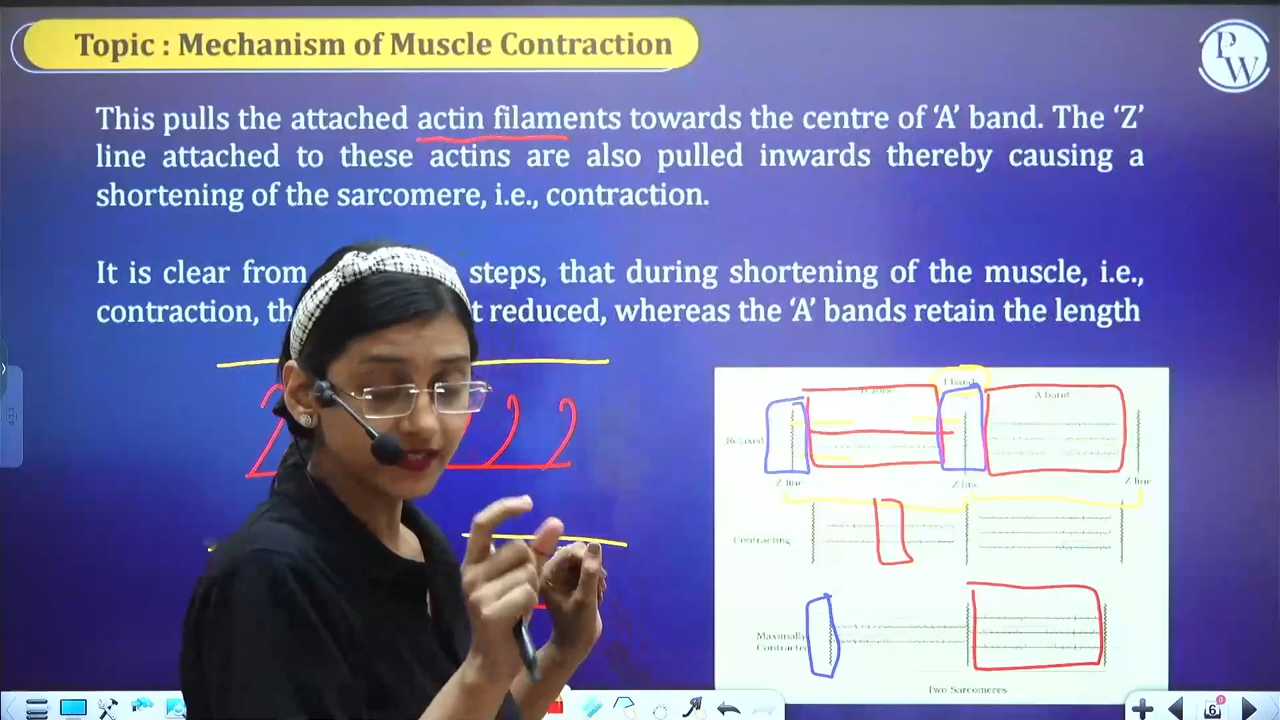 Topic : Mechanism of Muscle Contraction
PW
This pulls the attached actin filaments towards the centre of ‘A’ band. The ‘Z’
line attached to these actins are also pulled inwards thereby causing a
shortening of the sarcomere, i.e., contraction.
It is clear from steps, that during shortening of the muscle, i.e.,
contraction, reduced, whereas the ‘A’ bands retain the length
I band
A band
Relaxed
Z line
Z line
Z line
Contracting
Maximally
Two Sarcomeres
6